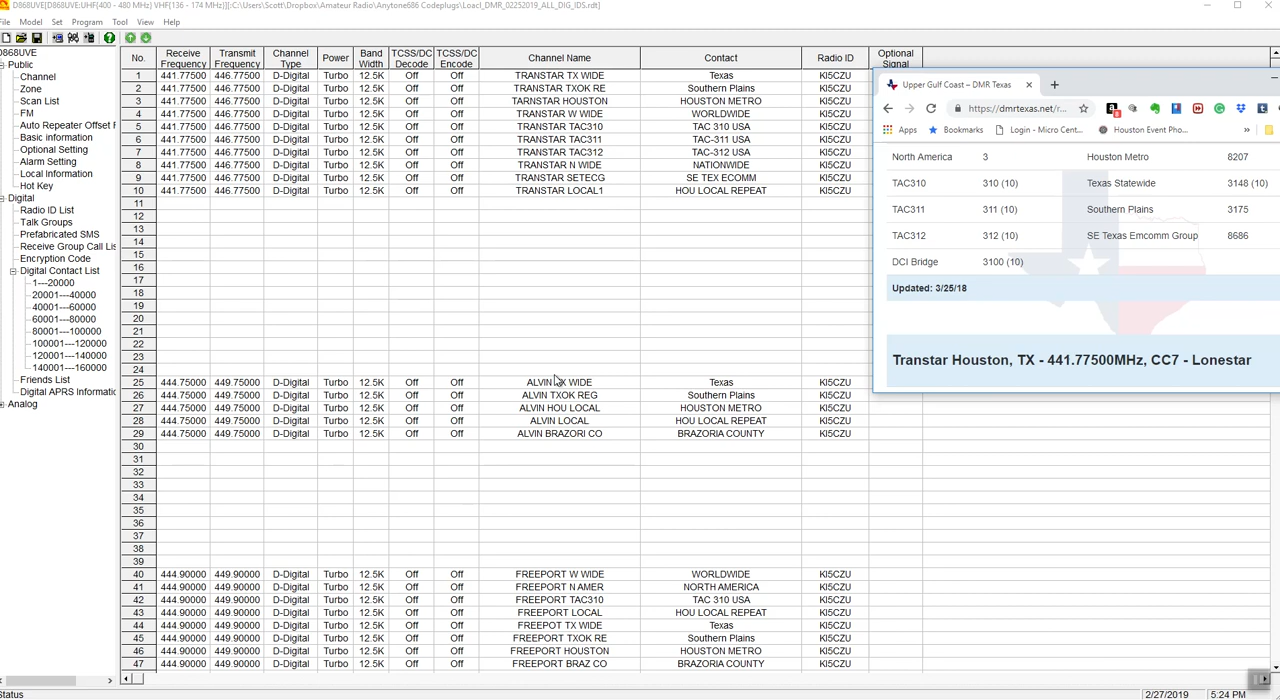 D868UVE[D868UVE:UHF(400 - 480 MHz) VHF(136 - 174 MHz)][:C:\Users\Scott\Dropbox\Amateur Radio\Anytone686 Codeplugs\Loacl_DMR_02252019_ALL_DIG_IDS.rdt]
File Model Set Program Tool View Help
D868UVE
Public
Channel
Zone
Scan List
FM
Auto Repeater Offset F
Basic information
Optional Setting
Alarm Setting
Local Information
Hot Key
Digital
Radio ID List
Talk Groups
Prefabricated SMS
Receive Group Call Lis
Encryption Code
Digital Contact List
1---20000
20001---40000
40001---60000
60001---80000
80001---100000
100001---120000
120001---140000
140001---160000
Friends List
Digital APRS Informatio
Analog
No. Receive Frequency Transmit Frequency Channel Type Power Band Width TCSS/DC Decode TCSS/DC Encode Channel Name Contact Radio ID Optional Signal
1 441.77500 446.77500 D-Digital Turbo 12.5K Off Off TRANSTAR TX WIDE Texas KI5CZU
2 441.77500 446.77500 D-Digital Turbo 12.5K Off Off TRANSTAR TXOK RE Southern Plains KI5CZU
3 441.77500 446.77500 D-Digital Turbo 12.5K Off Off TARNSTAR HOUSTON HOUSTON METRO KI5CZU
4 441.77500 446.77500 D-Digital Turbo 12.5K Off Off TRANSTAR W WIDE WORLDWIDE KI5CZU
5 441.77500 446.77500 D-Digital Turbo 12.5K Off Off TRANSTAR TAC310 TAC 310 USA KI5CZU
6 441.77500 446.77500 D-Digital Turbo 12.5K Off Off TRANSTAR TAC311 TAC-311 USA KI5CZU
7 441.77500 446.77500 D-Digital Turbo 12.5K Off Off TRANSTAR TAC312 TAC-312 USA KI5CZU
8 441.77500 446.77500 D-Digital Turbo 12.5K Off Off TRANSTAR N WIDE NATIONWIDE KI5CZU
9 441.77500 446.77500 D-Digital Turbo 12.5K Off Off TRANSTAR SETECG SE TEX ECOMM KI5CZU
10 441.77500 446.77500 D-Digital Turbo 12.5K Off Off TRANSTAR LOCAL1 HOU LOCAL REPEAT KI5CZU
11
12
13
14
15
16
17
18
19
20
21
22
23
24
25 444.75000 449.75000 D-Digital Turbo 12.5K Off Off ALVIN TX WIDE Texas KI5CZU
26 444.75000 449.75000 D-Digital Turbo 12.5K Off Off ALVIN TXOK REG Southern Plains KI5CZU
27 444.75000 449.75000 D-Digital Turbo 12.5K Off Off ALVIN HOU LOCAL HOUSTON METRO KI5CZU
28 444.75000 449.75000 D-Digital Turbo 12.5K Off Off ALVIN LOCAL HOU LOCAL REPEAT KI5CZU
29 444.75000 449.75000 D-Digital Turbo 12.5K Off Off ALVIN BRAZORI CO BRAZORIA COUNTY KI5CZU
30
31
32
33
34
35
36
37
38
39
40 444.90000 449.90000 D-Digital Turbo 12.5K Off Off FREEPORT W WIDE WORLDWIDE KI5CZU
41 444.90000 449.90000 D-Digital Turbo 12.5K Off Off FREEPORT N AMER NORTH AMERICA KI5CZU
42 444.90000 449.90000 D-Digital Turbo 12.5K Off Off FREEPORT TAC310 TAC 310 USA KI5CZU
43 444.90000 449.90000 D-Digital Turbo 12.5K Off Off FREEPORT LOCAL HOU LOCAL REPEAT KI5CZU
44 444.90000 449.90000 D-Digital Turbo 12.5K Off Off FREEPOT TX WIDE Texas KI5CZU
45 444.90000 449.90000 D-Digital Turbo 12.5K Off Off FREEPORT TXOK RE Southern Plains KI5CZU
46 444.90000 449.90000 D-Digital Turbo 12.5K Off Off FREEPORT HOUSTON HOUSTON METRO KI5CZU
47 444.90000 449.90000 D-Digital Turbo 12.5K Off Off FREEPORT BRAZ CO BRAZORIA COUNTY KI5CZU
Upper Gulf Coast – DMR Texas
https://dmrtexas.net/r...
Apps Bookmarks Login - Micro Cent... Houston Event Pho... »
North America 3 Houston Metro 8207
TAC310 310 (10) Texas Statewide 3148 (10)
TAC311 311 (10) Southern Plains 3175
TAC312 312 (10) SE Texas Emcomm Group 8686
DCI Bridge 3100 (10)
Updated: 3/25/18
Transtar Houston, TX - 441.77500MHz, CC7 - Lonestar
Status 2/27/2019 5:24 PM